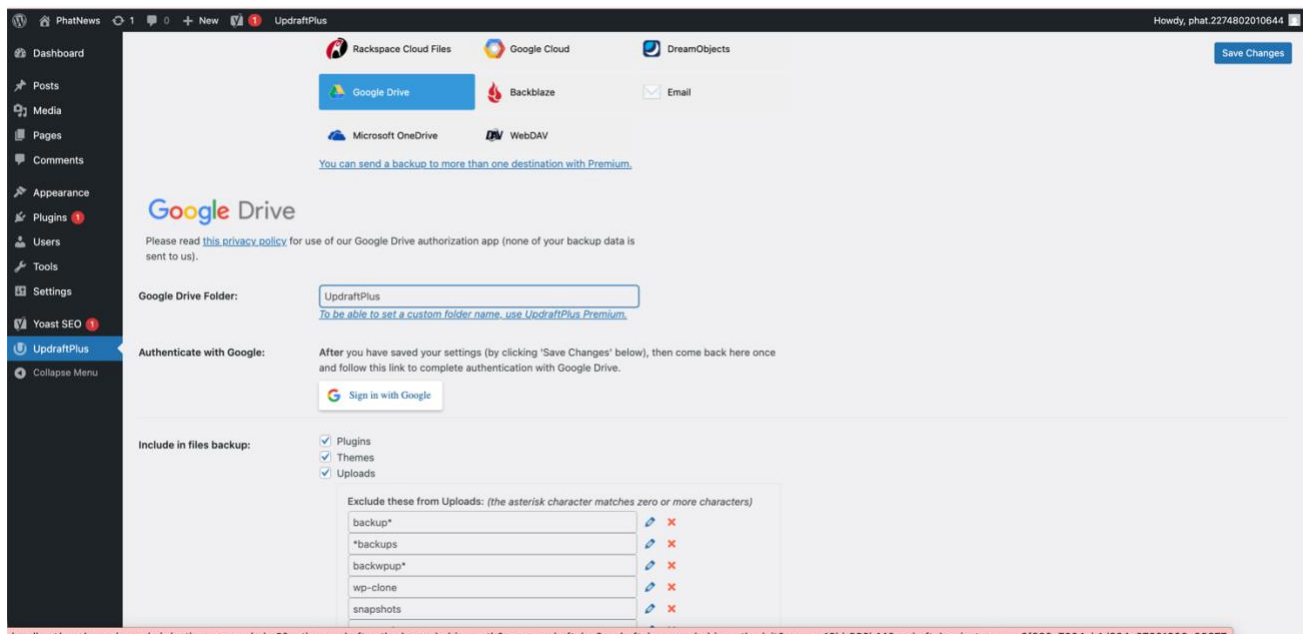 PhatNews 1 0 + New 1 UpdraftPlus Howdy, phat.2274802010644
Dashboard
Posts
Media
Pages
Comments
Appearance
Plugins 1
Users
Tools
Settings
Yoast SEO 1
UpdraftPlus
Collapse Menu
Rackspace Cloud Files Google Cloud DreamObjects
Save Changes
Google Drive Backblaze Email
Microsoft OneDrive DAV WebDAV
You can send a backup to more than one destination with Premium.
Google Drive
Please read this privacy policy for use of our Google Drive authorization app (none of your backup data is
sent to us).
Google Drive Folder: UpdraftPlus
To be able to set a custom folder name, use UpdraftPlus Premium.
Authenticate with Google: After you have saved your settings (by clicking 'Save Changes' below), then come back here once
and follow this link to complete authentication with Google Drive.
Sign in with Google
Include in files backup: Plugins
Themes
Uploads
Exclude these from Uploads: (the asterisk character matches zero or more characters)
backup*
*backups
backwpup*
wp-clone
snapshots